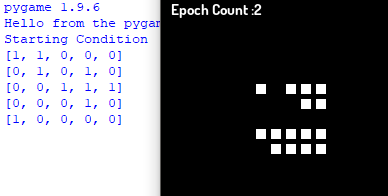 pygame 1.9.6
Hello from the pygam
Starting Condition
[1, 1, 0, 0, 0]
[0, 1, 0, 1, 0]
[0, 0, 1, 1, 1]
[0, 0, 0, 1, 0]
[1, 0, 0, 0, 0]
Epoch Count :2